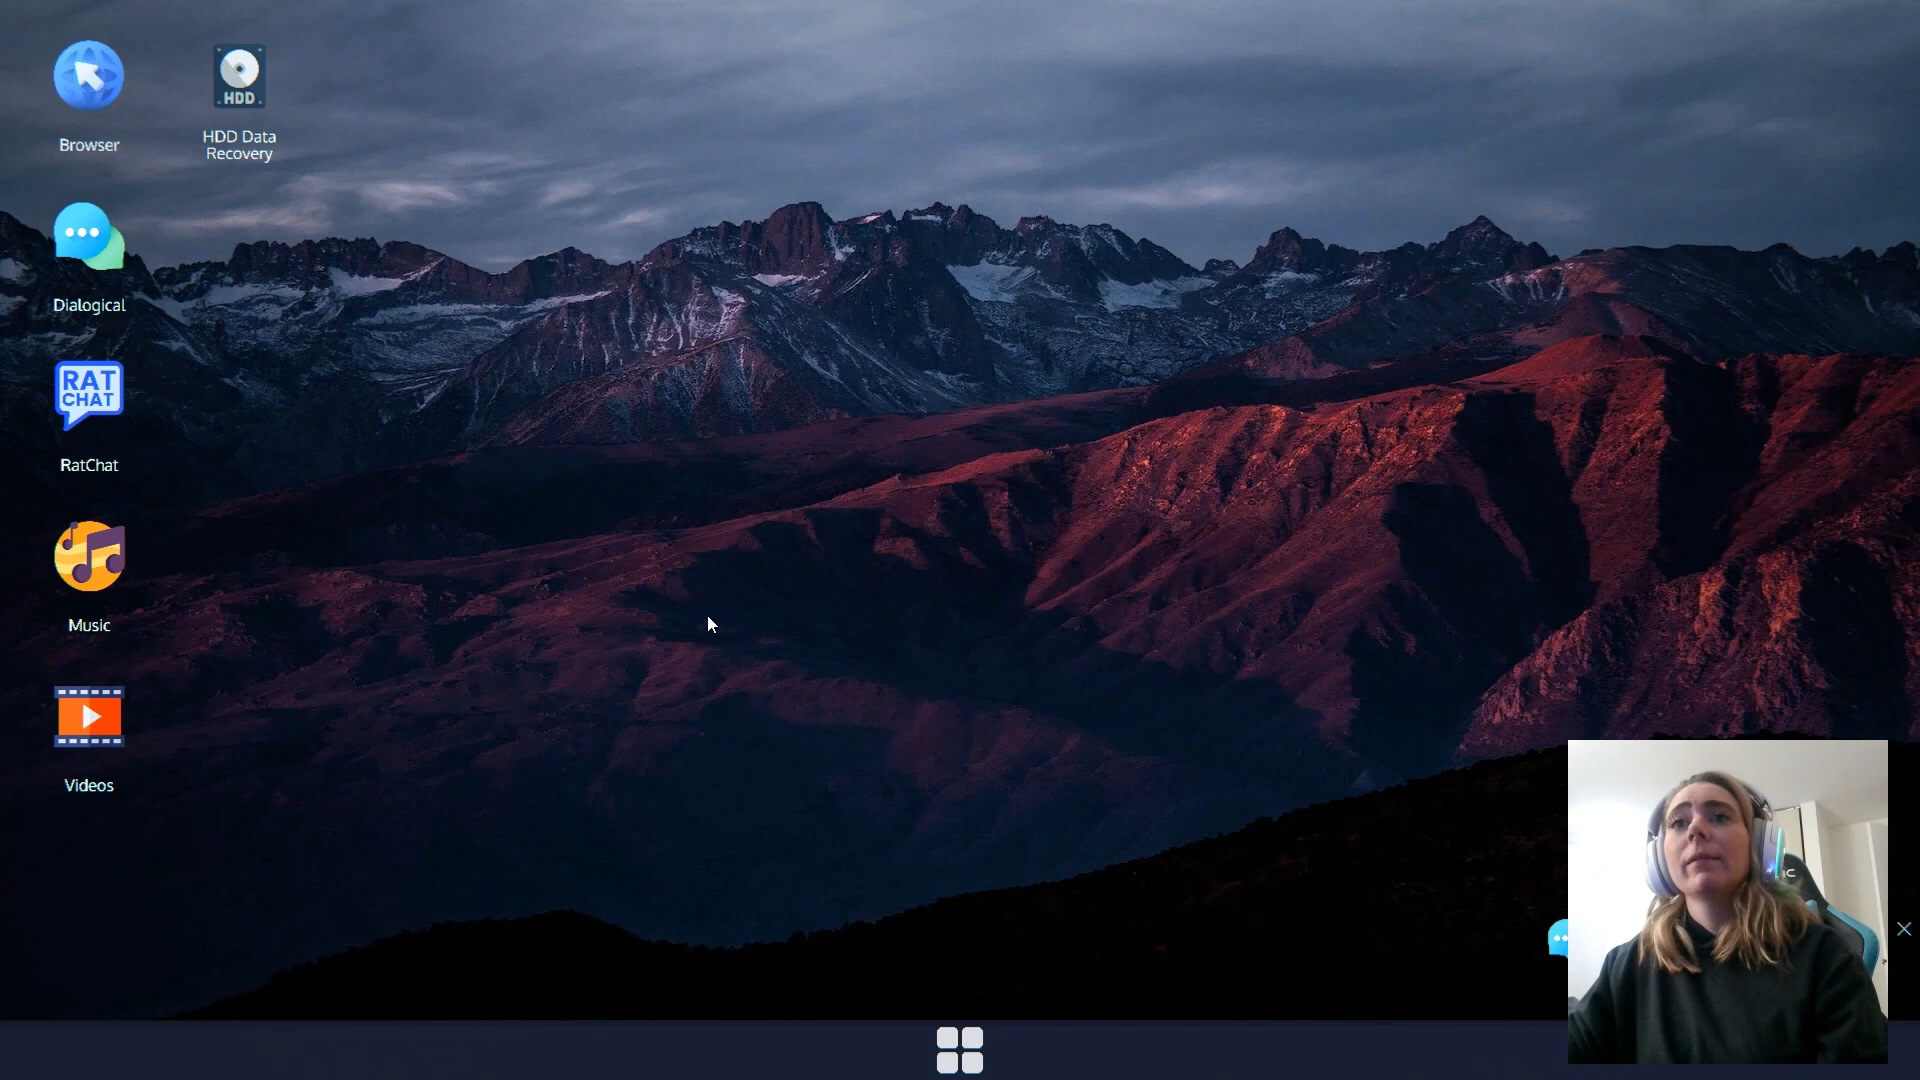 Browser
HDD
HDD Data
Recovery
Dialogical
RAT
CHAT
RatChat
Music
Videos